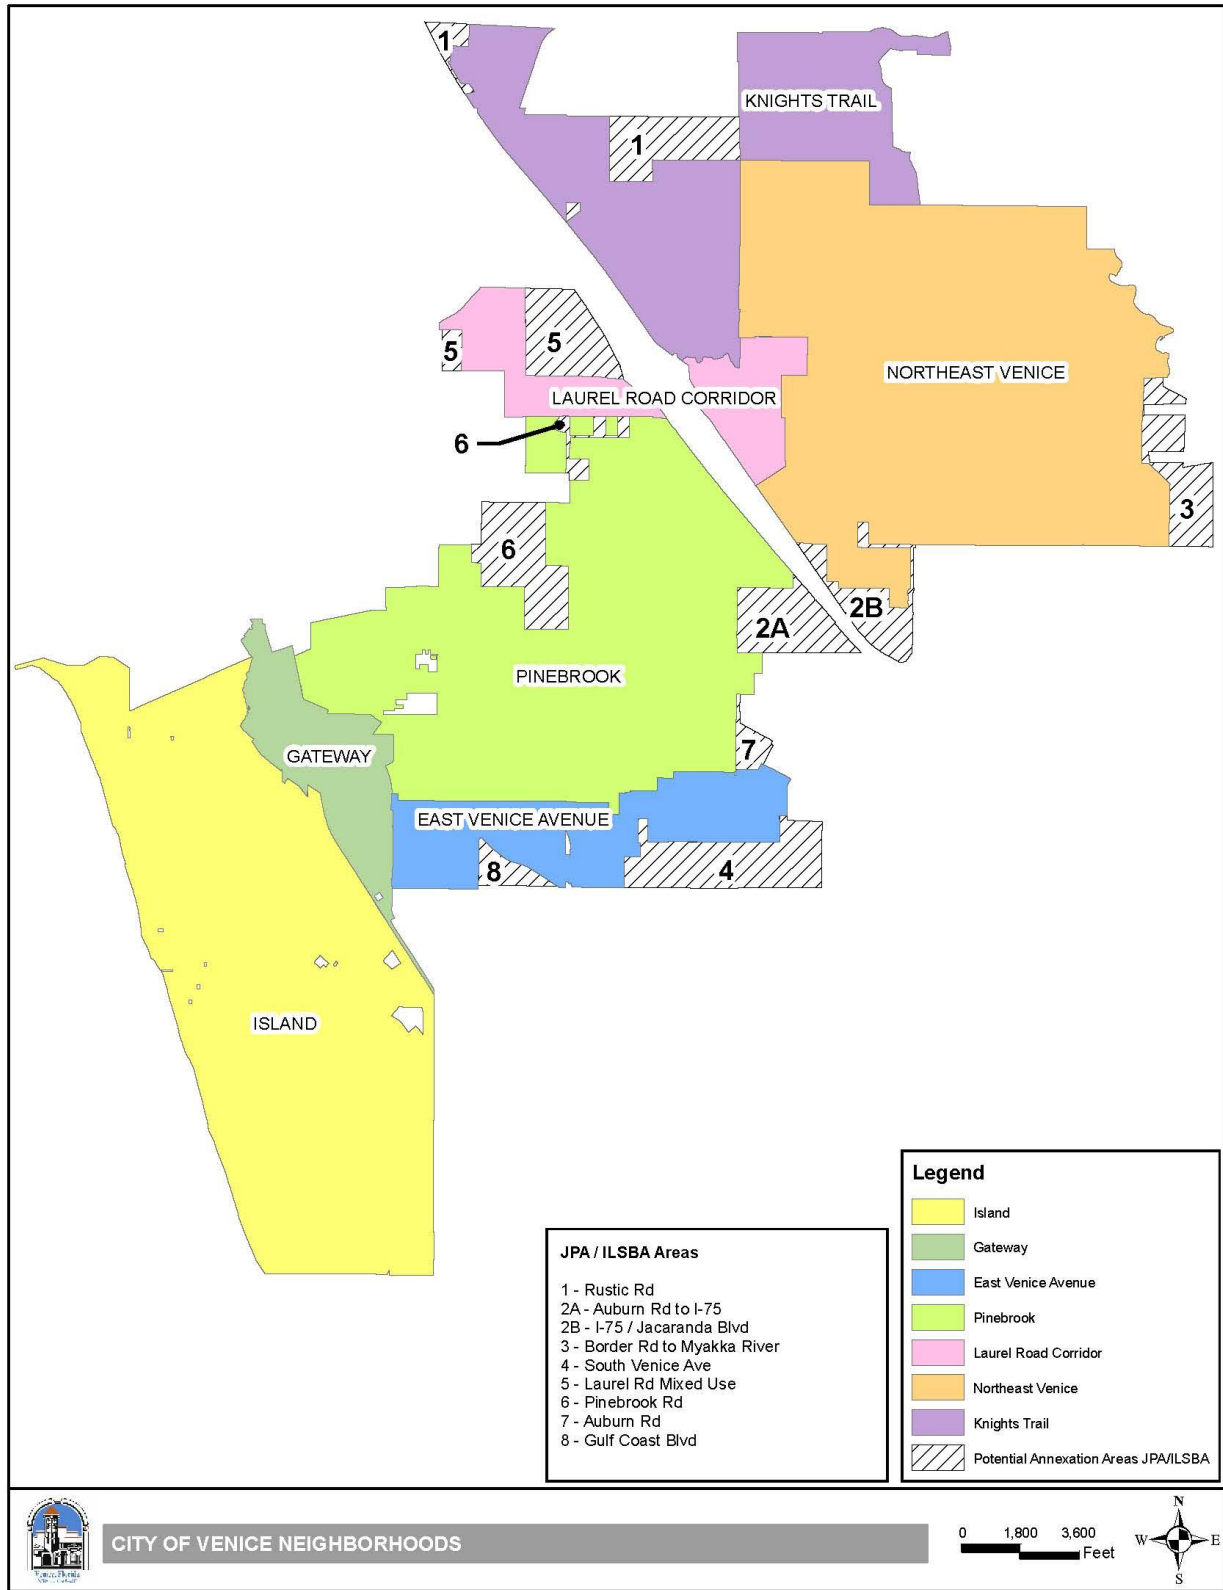 1
KNIGHTS TRAIL
1
5
5
NORTHEAST VENICE
LAUREL ROAD CORRIDOR
6
3
6
2B
2A
PINEBROOK
7
GATEWAY
EAST VENICE AVENUE
8
4
ISLAND
JPA / ILSBA Areas
1 - Rustic Rd
2A - Auburn Rd to I-75
2B - I-75 / Jacaranda Blvd
3 - Border Rd to Myakka River
4 - South Venice Ave
5 - Laurel Rd Mixed Use
6 - Pinebrook Rd
7 - Auburn Rd
8 - Gulf Coast Blvd
Legend
Island
Gateway
East Venice Avenue
Pinebrook
Laurel Road Corridor
Northeast Venice
Knights Trail
Potential Annexation Areas JPA/ILSBA
Venice, Florida
CITY OF VENICE NEIGHBORHOODS
0 1,800 3,600
Feet
N
W E
S